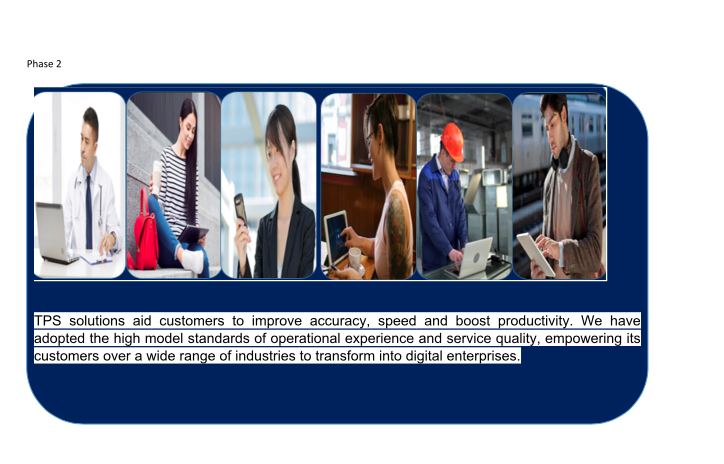 Phase 2
TPS solutions aid customers to improve accuracy, speed and boost productivity. We have
adopted the high model standards of operational experience and service quality, empowering its
customers over a wide range of industries to transform into digital enterprises.